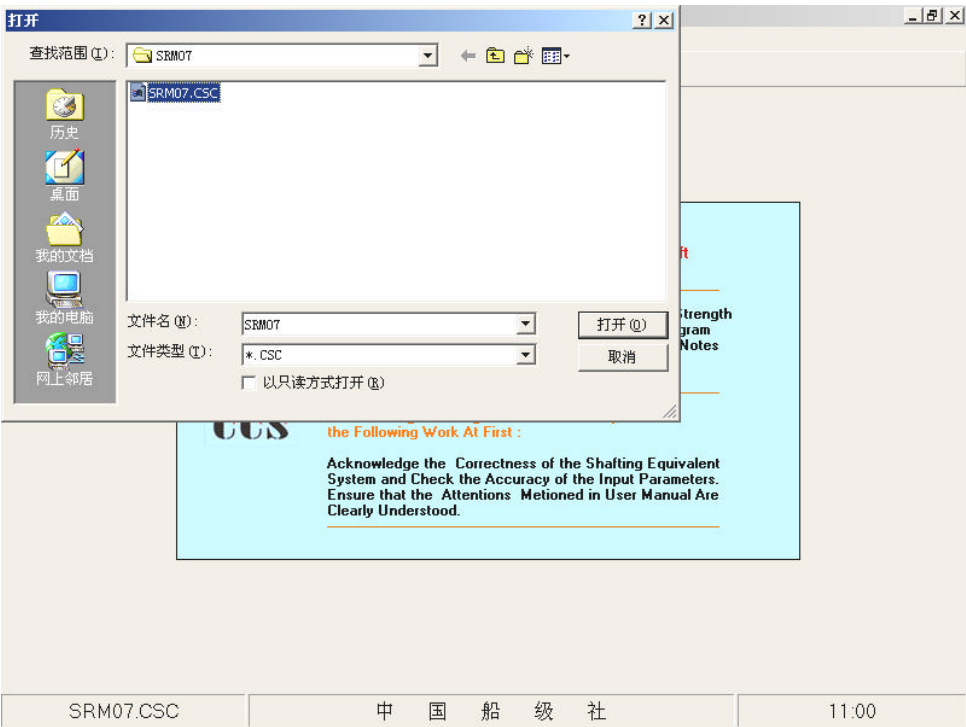 打开
查找范围(I):
SRM07
SRM07.CSC
历史
桌面
我的文档
我的电脑
网上邻居
文件名(N):
SRM07
打开(O)
文件类型(T):
*.CSC
取消
以只读方式打开(R)
ft
Strength
gram
Notes
CCS
the Following Work At First :
Acknowledge the Correctness of the Shafting Equivalent
System and Check the Accuracy of the Input Parameters.
Ensure that the Attentions Metioned in User Manual Are
Clearly Understood.
SRM07.CSC
中 国 船 级 社
11:00